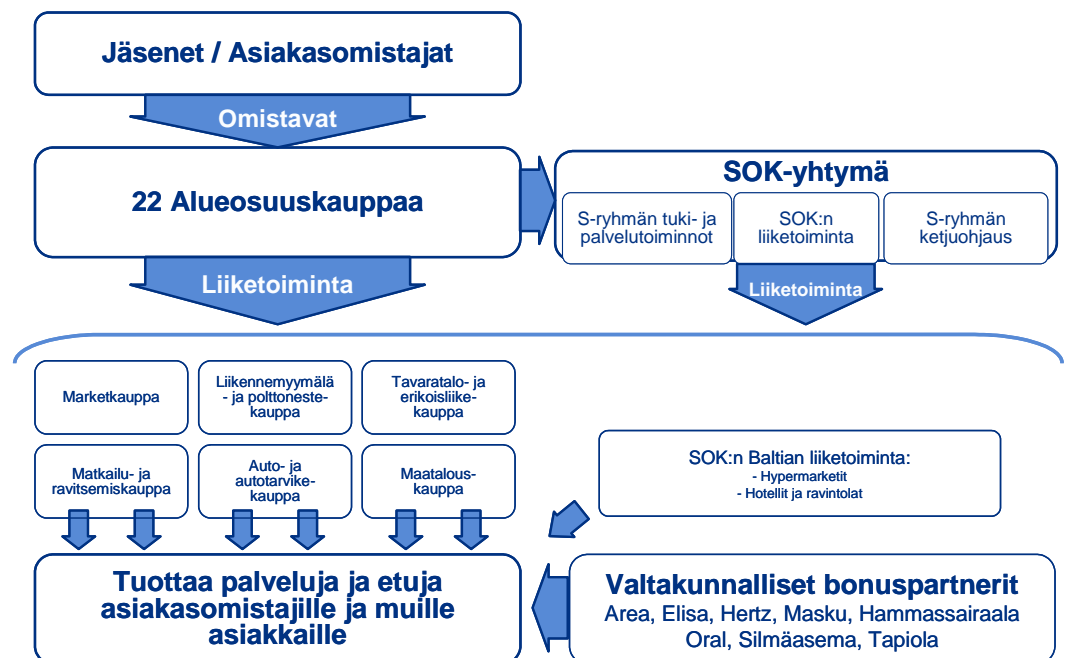 Jäsenet / Asiakasomistajat
Omistavat
22 Alueosuuskauppaa
SOK-yhtymä
S-ryhmän tuki- ja
palvelutoiminnot
SOK:n
liiketoiminta
S-ryhmän
ketjuohjaus
Liiketoiminta
Liiketoiminta
Marketkauppa
Liikennemyymälä
- ja polttoneste-
kauppa
Tavaratalo- ja
erikoisliike-
kauppa
Matkailu- ja
ravitsemiskauppa
Auto- ja
autotarvike-
kauppa
Maatalous-
kauppa
SOK:n Baltian liiketoiminta:
- Hypermarketit
- Hotellit ja ravintolat
Tuottaa palveluja ja etuja
asiakasomistajille ja muille
asiakkaille
Valtakunnalliset bonuspartnerit
Area, Elisa, Hertz, Masku, Hammassairaala
Oral, Silmäasema, Tapiola